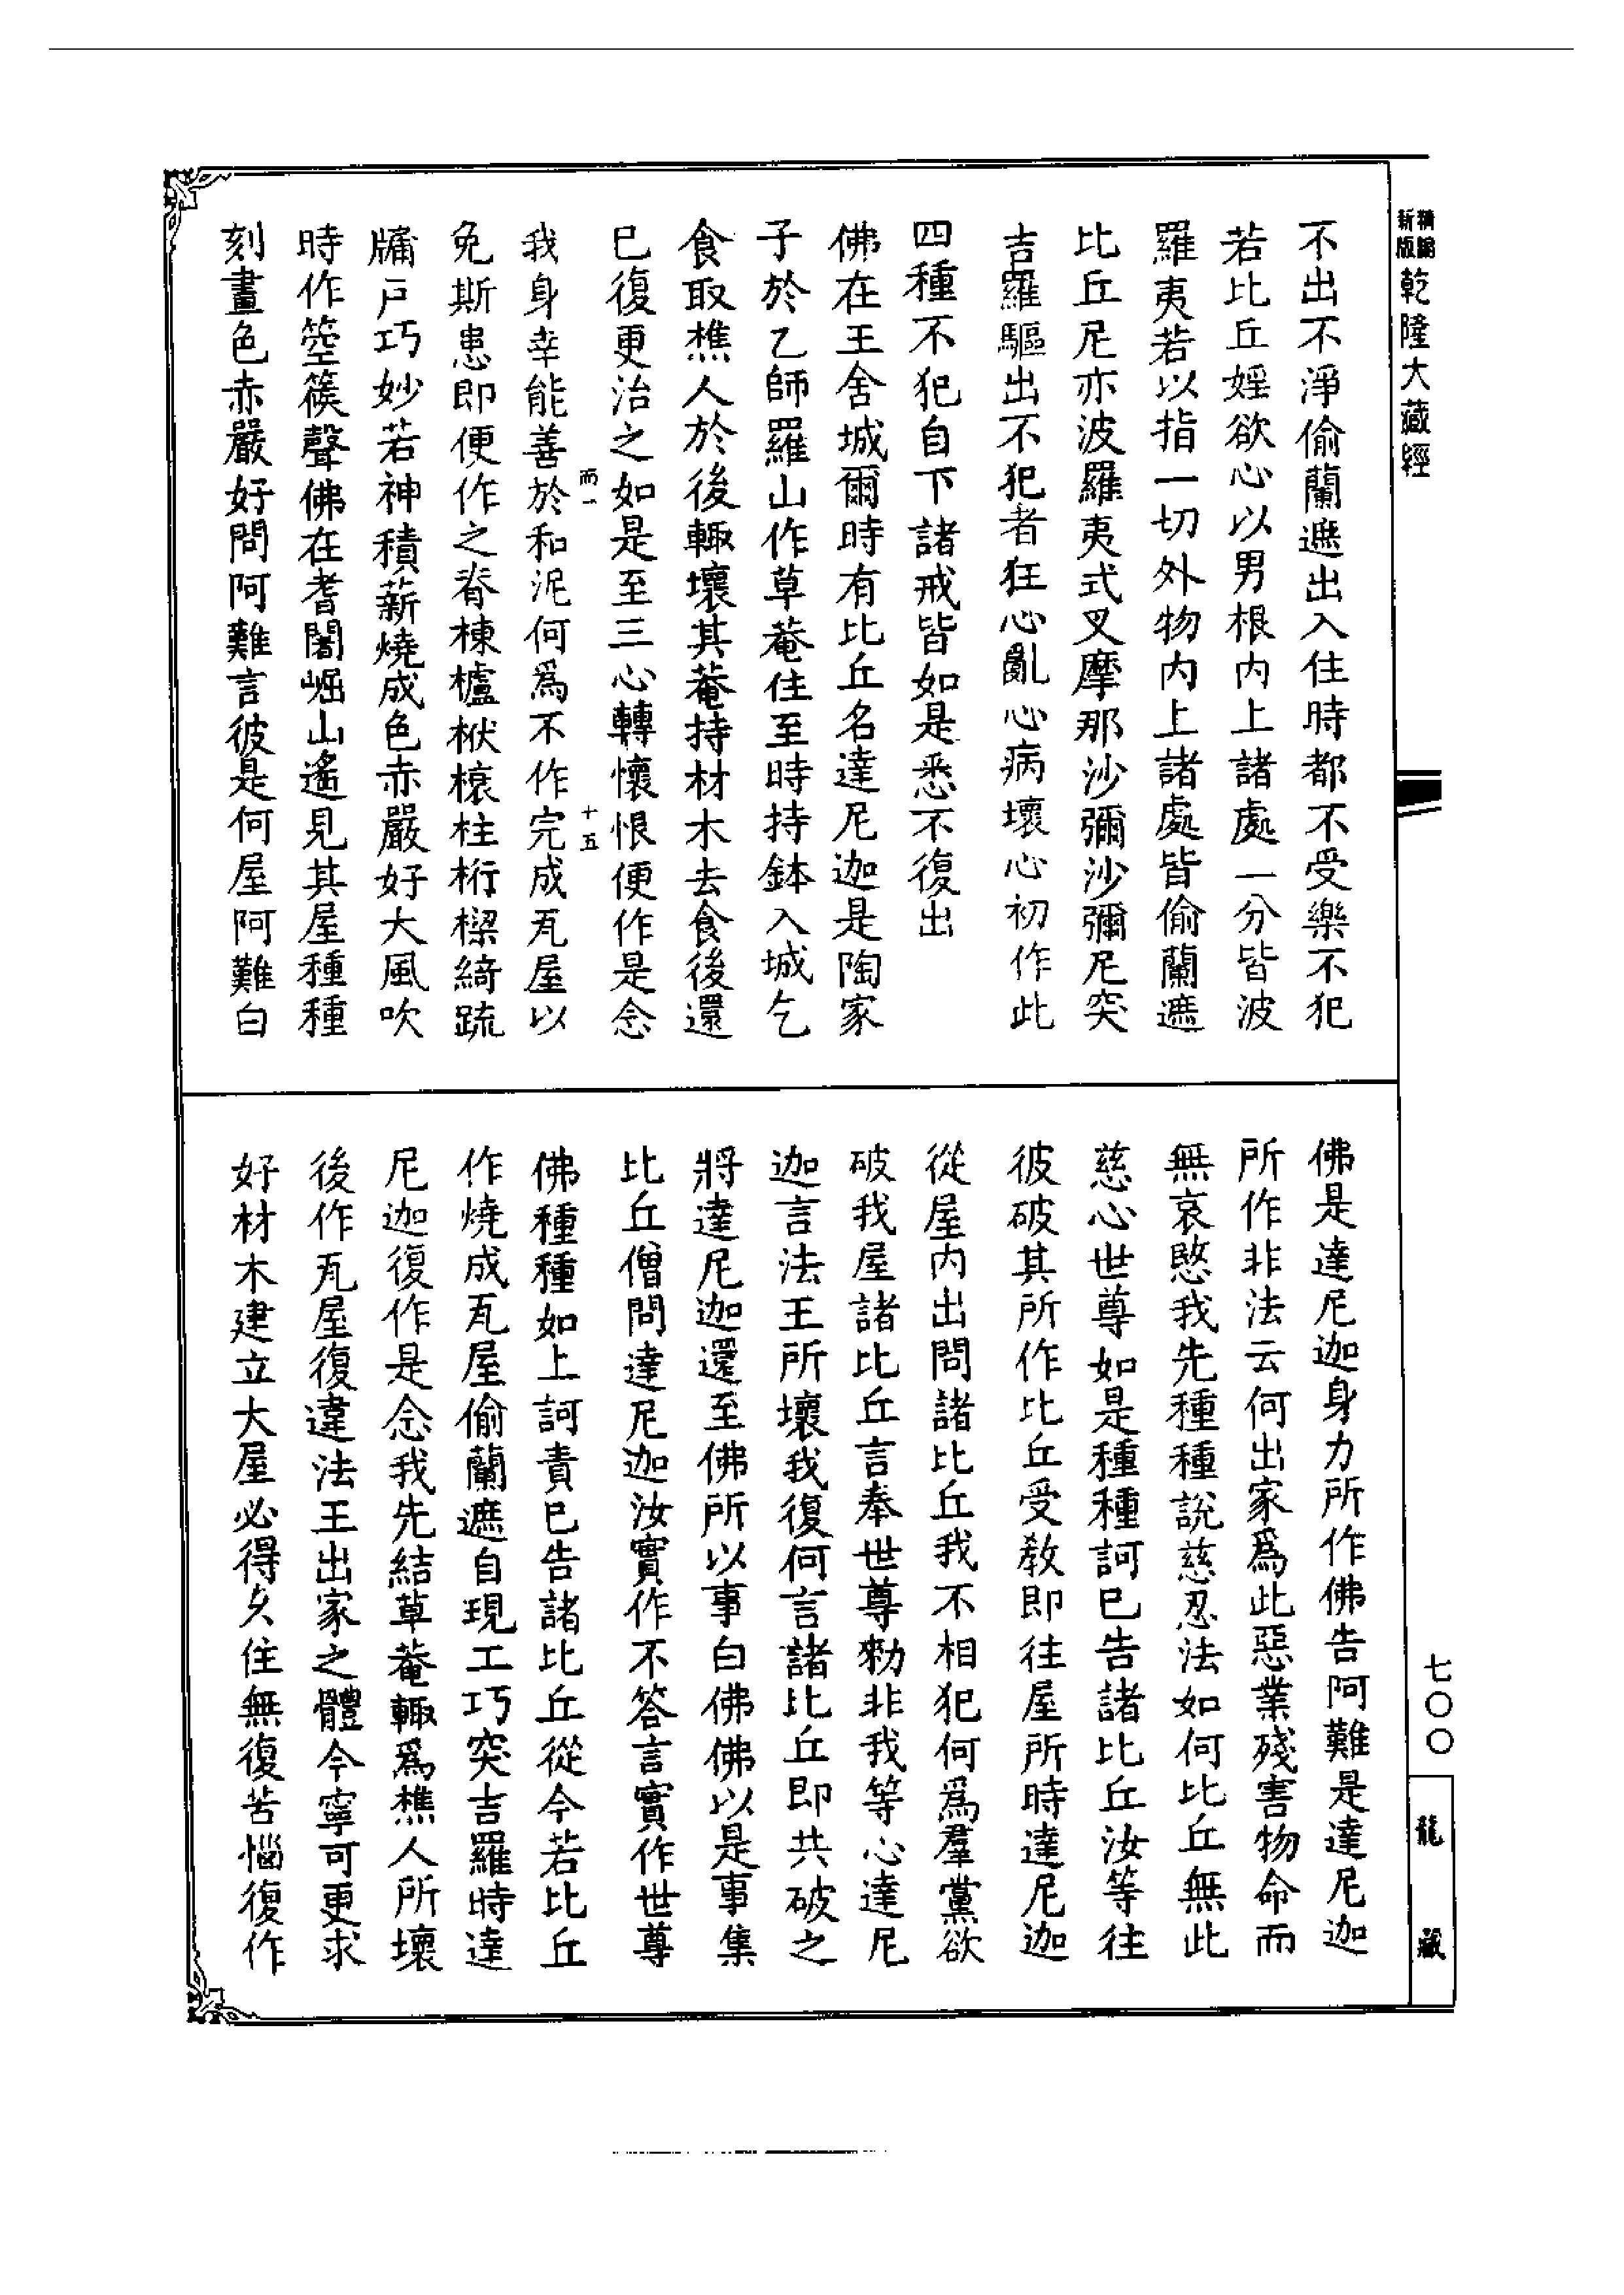 新版 精編 乾隆大藏經
不出不淨偷蘭遮出入住時都不受樂不犯
若比丘婬欲心以男根內上諸處一分皆波
羅夷若以指一切外物內上諸處皆偷蘭遮
比丘尼亦波羅夷式叉摩那沙彌沙彌尼突
吉羅驅出不犯者狂心亂心病壞心初作此
四種不犯自下諸戒皆如是悉不復出
佛在王舍城爾時有比丘名達尼迦是陶家
子於乙師羅山作草菴住至時持鉢入城乞
食取樵人於後輙壞其菴持材木去食後還
巳復更治之如是至三心轉懷恨便作是念
而一
十五
我身幸能善於和泥何爲不作完成瓦屋以
免斯患即便作之脊棟櫨栿榱柱桁梠綺疏
牖戶巧妙若神積薪燒成色赤嚴好大風吹
時作箜篌聲佛在耆闍崛山遙見其屋種種
刻畫色赤嚴好問阿難言彼是何屋阿難白
佛是達尼迦身力所作佛告阿難是達尼迦
所作非法云何出家爲此惡業殘害物命而
無哀愍我先種種說慈忍法如何比丘無此
慈心世尊如是種種訶巳告諸比丘汝等往
彼破其所作比丘受教即往屋所時達尼迦
從屋內出問諸比丘我不相犯何爲羣黨欲
破我屋諸比丘言奉世尊勑非我等心達尼
迦言法王所壞我復何言諸比丘即共破之
將達尼迦還至佛所以事白佛佛以是事集
比丘僧問達尼迦汝實作不答言實作世尊
佛種種如上訶責巳告諸比丘從今若比丘
作燒成瓦屋偷蘭遮自現工巧突吉羅時達
尼迦復作是念我先結草菴輙爲樵人所壞
後作瓦屋復違法王出家之體今寧可更求
好材木建立大屋必得久住無復苦惱復作
七〇〇
龍藏